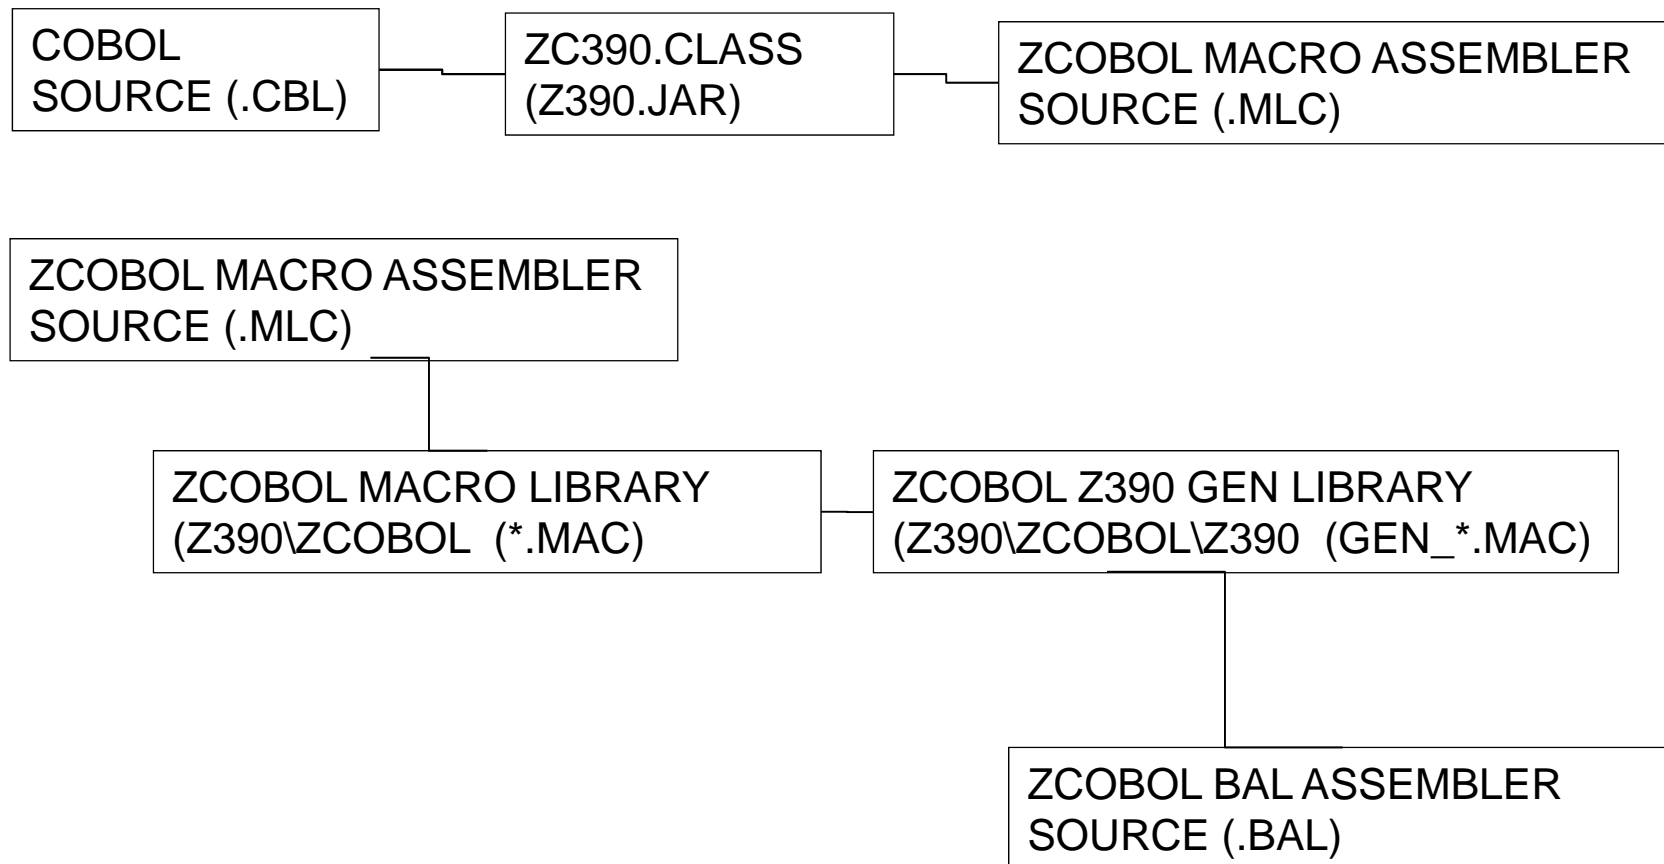 COBOL
SOURCE (.CBL)
ZC390.CLASS
(Z390.JAR)
ZCOBOL MACRO ASSEMBLER
SOURCE (.MLC)
ZCOBOL MACRO ASSEMBLER
SOURCE (.MLC)
ZCOBOL MACRO LIBRARY
(Z390\ZCOBOL (*.MAC)
ZCOBOL Z390 GEN LIBRARY
(Z390\ZCOBOL\Z390 (GEN_*.MAC)
ZCOBOL BAL ASSEMBLER
SOURCE (.BAL)